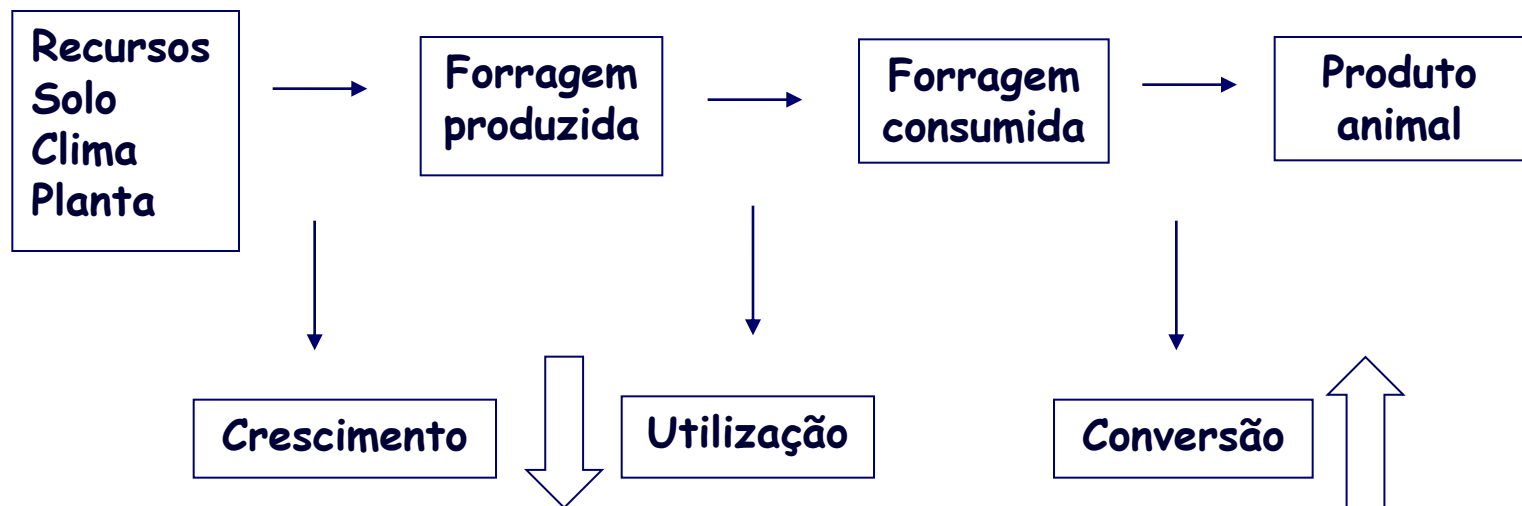 Recursos
Solo
Clima
Planta
Forragem
produzida
Forragem
consumida
Produto
animal
Crescimento
Utilização
Conversão